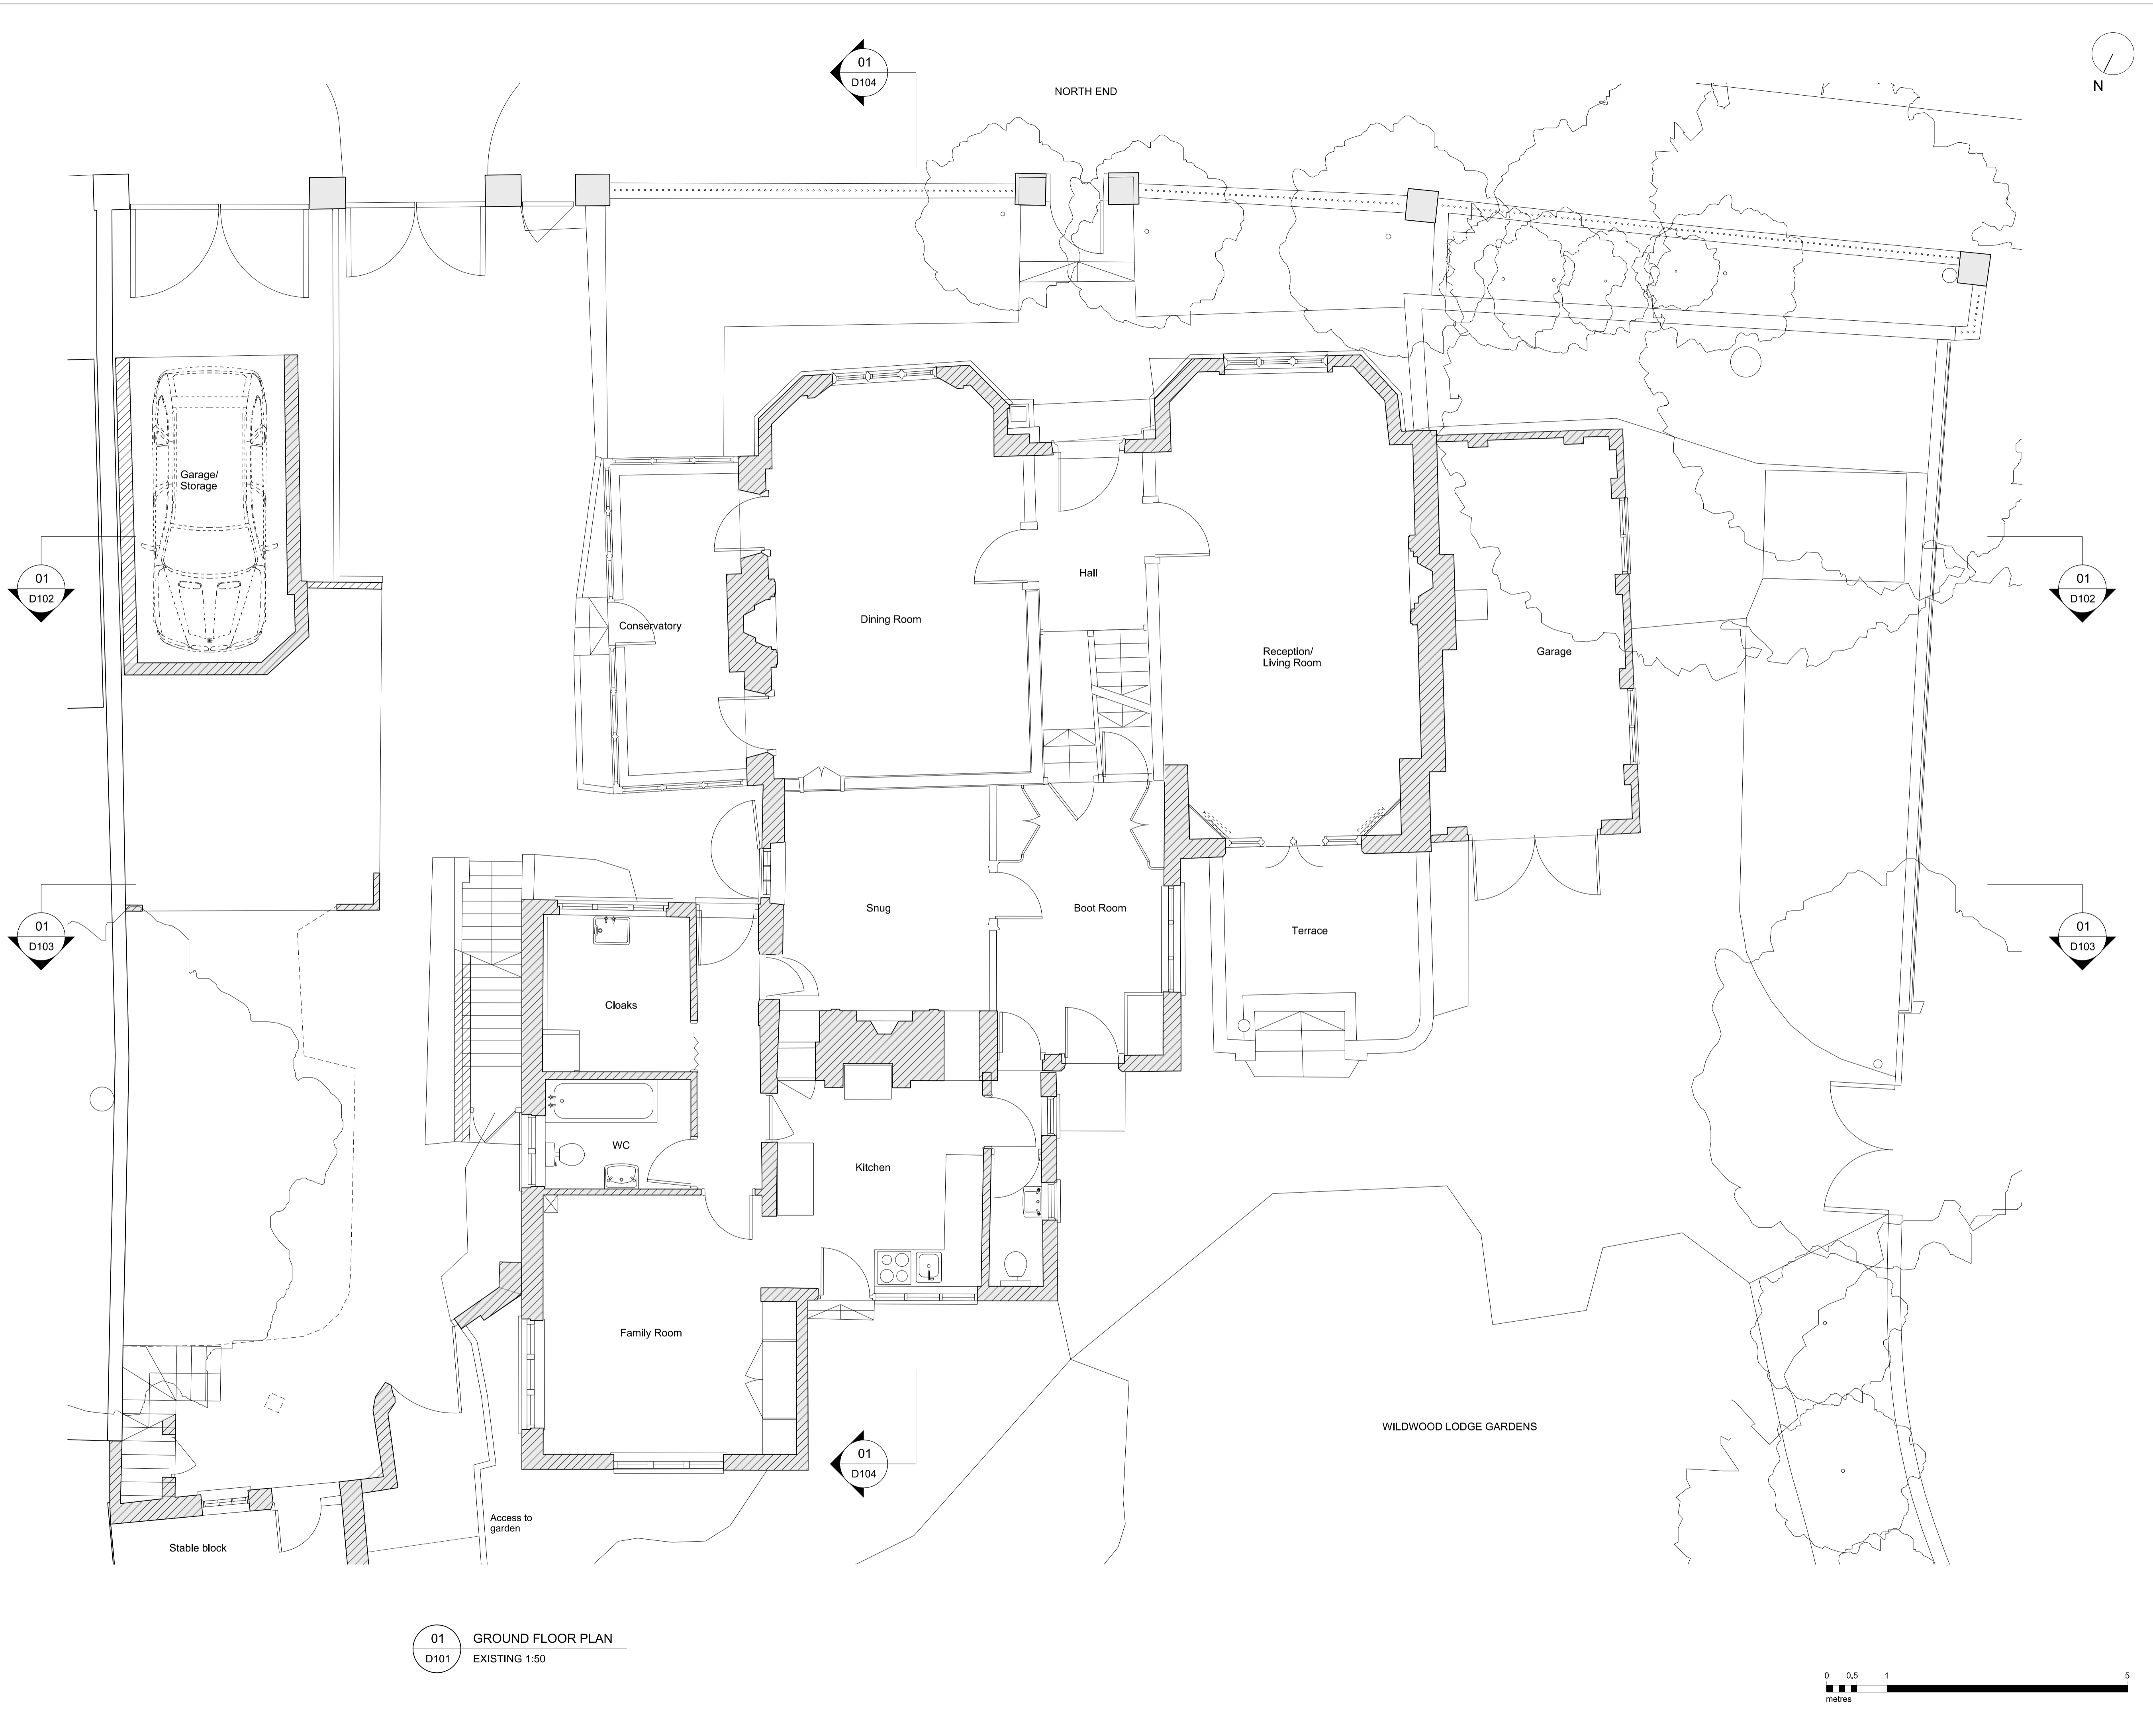 01
D104
NORTH END
N
Garage/
Storage
01
D102
Hall
01
D102
Conservatory
Dining Room
Reception/
Living Room
Garage
01
D103
Snug
Boot Room
Terrace
01
D103
Cloaks
WC
Kitchen
Family Room
WILDWOOD LODGE GARDENS
01
D104
Access to
garden
Stable block
01
D101
GROUND FLOOR PLAN
EXISTING 1:50
0 0.5 1 5
metres